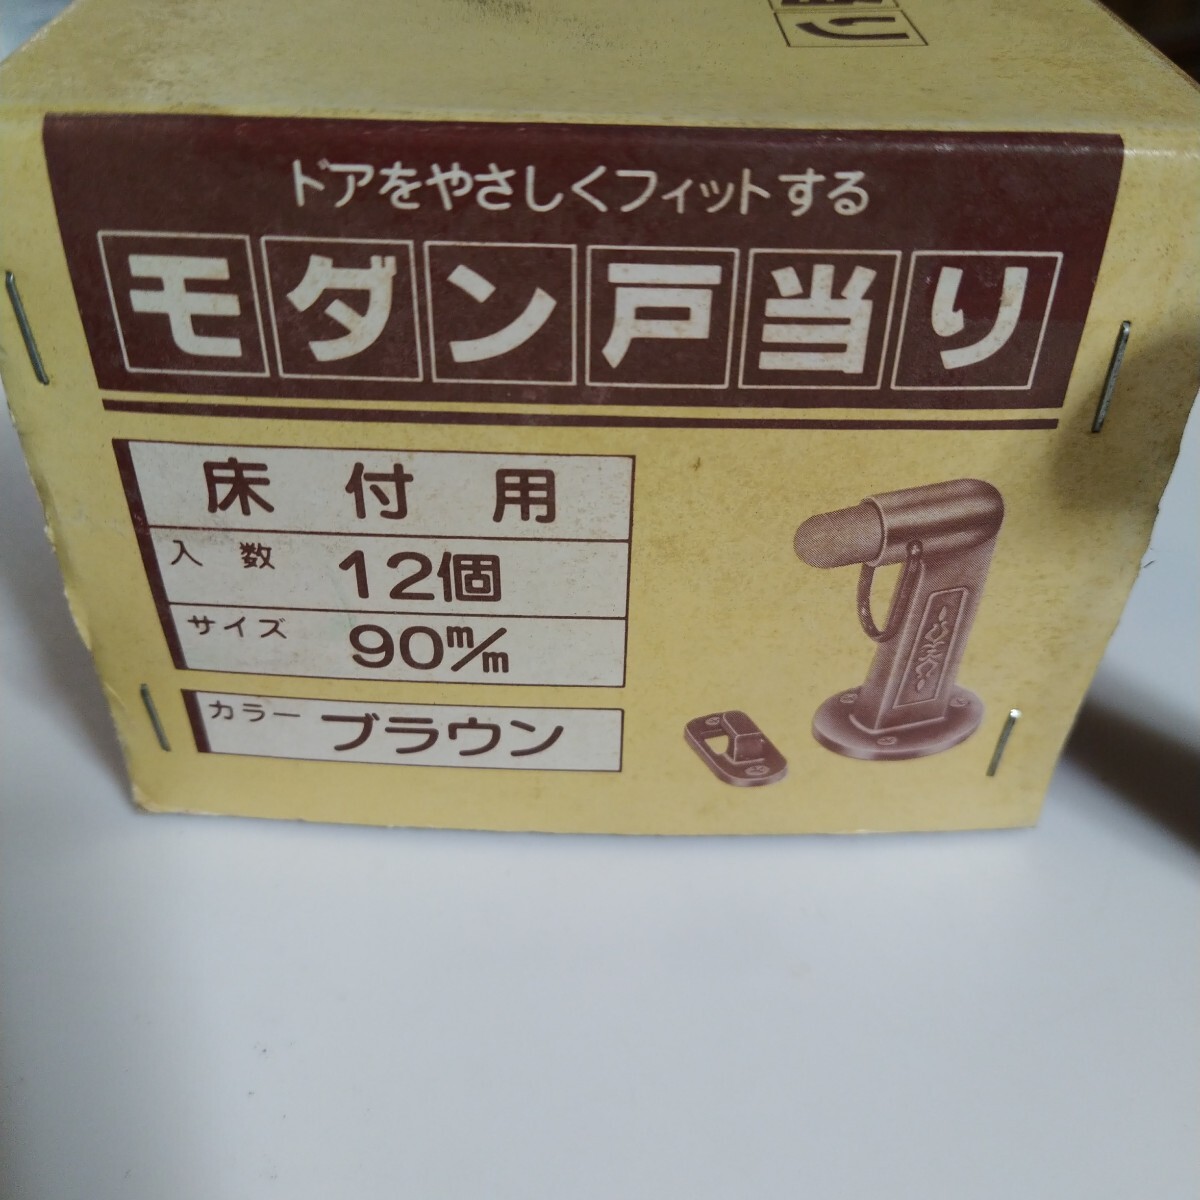 当り
ドアをやさしくフィットする
モダン戸当り
床付用
入数 12個
サイズ 90m/m
カラー ブラウン